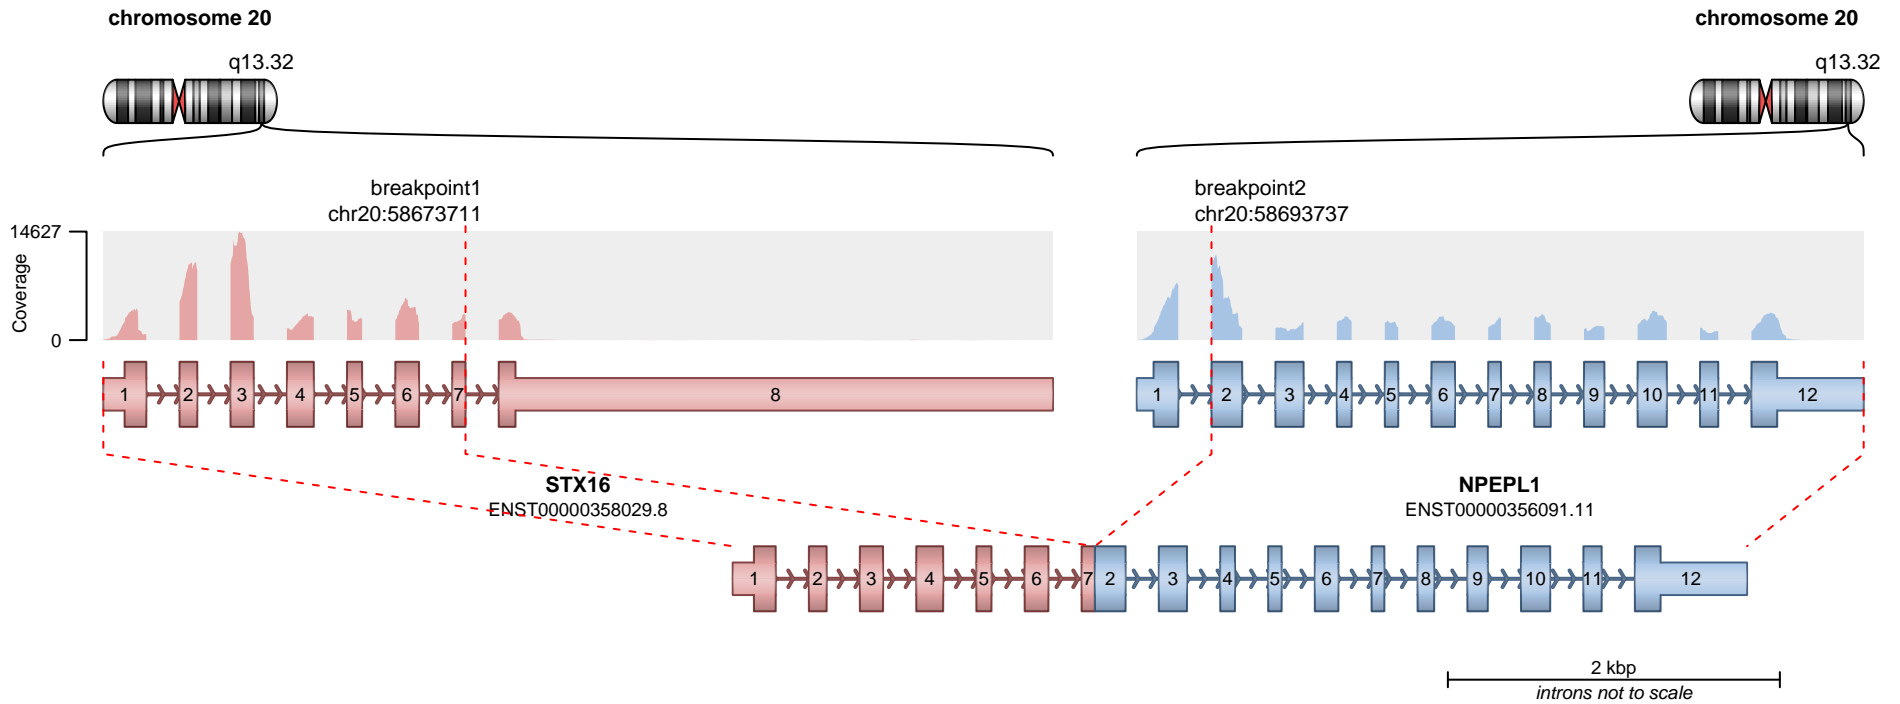 chromosome 20
chromosome 20
q13.32
q13.32
breakpoint1
chr20:58673711
breakpoint2
chr20:58693737
14627
Coverage
0
1 2 3 4 5 6 7 8
1 2 3 4 5 6 7 8 9 10 11 12
STX16
ENST00000358029.8
NPEPL1
ENST00000356091.11
1 2 3 4 5 6 7 2 3 4 5 6 7 8 9 10 11 12
2 kbp
introns not to scale